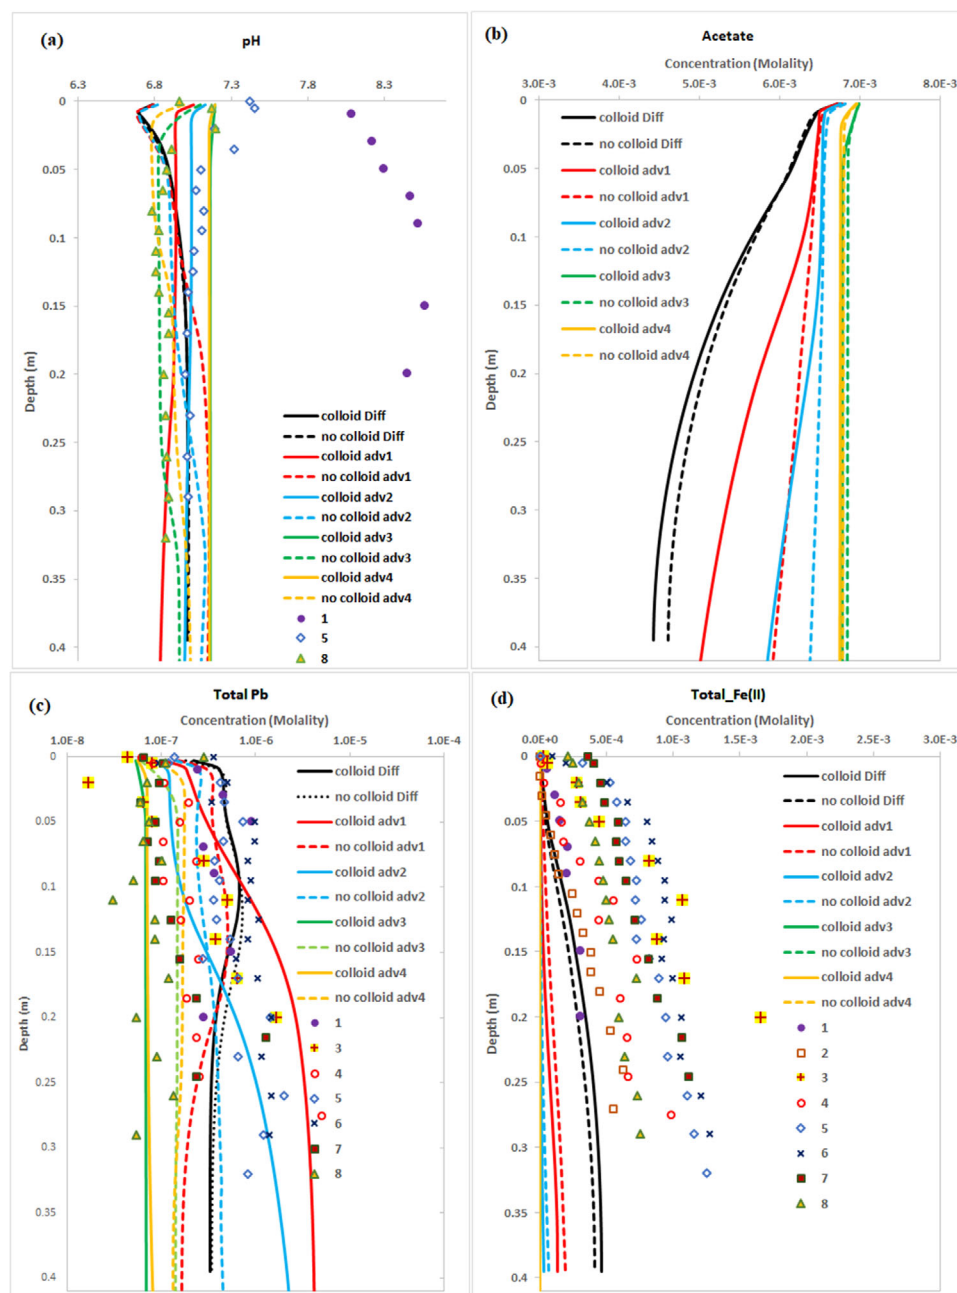 (a)
pH
6.3 6.8 7.3 7.8 8.3
0
0.05
0.1
0.15
0.2
0.25
0.3
0.35
0.4
Depth (m)
colloid Diff
no colloid Diff
colloid adv1
no colloid adv1
colloid adv2
no colloid adv2
colloid adv3
no colloid adv3
colloid adv4
no colloid adv4
1
5
8
(b)
Acetate
Concentration (Molality)
3.0E-3 4.0E-3 5.0E-3 6.0E-3 7.0E-3 8.0E-3
0
0.05
0.1
0.15
0.2
0.25
0.3
0.35
0.4
Depth (m)
colloid Diff
no colloid Diff
colloid adv1
no colloid adv1
colloid adv2
no colloid adv2
colloid adv3
no colloid adv3
colloid adv4
no colloid adv4
(c)
Total Pb
Concentration (Molality)
1.0E-8 1.0E-7 1.0E-6 1.0E-5 1.0E-4
0
0.05
0.1
0.15
0.2
0.25
0.3
0.35
0.4
Depth (m)
colloid Diff
no colloid Diff
colloid adv1
no colloid adv1
colloid adv2
no colloid adv2
colloid adv3
no colloid adv3
colloid adv4
no colloid adv4
1
3
4
5
6
7
8
(d)
Total_Fe(II)
Concentration (Molality)
0.0E+0 5.0E-4 1.0E-3 2.0E-3 3.0E-3
0
0.05
0.1
0.15
0.2
0.25
0.3
0.35
0.4
Depth (m)
colloid Diff
no colloid Diff
colloid adv1
no colloid adv1
colloid adv2
no colloid adv2
colloid adv3
no colloid adv3
colloid adv4
no colloid adv4
1
2
3
4
5
6
7
8